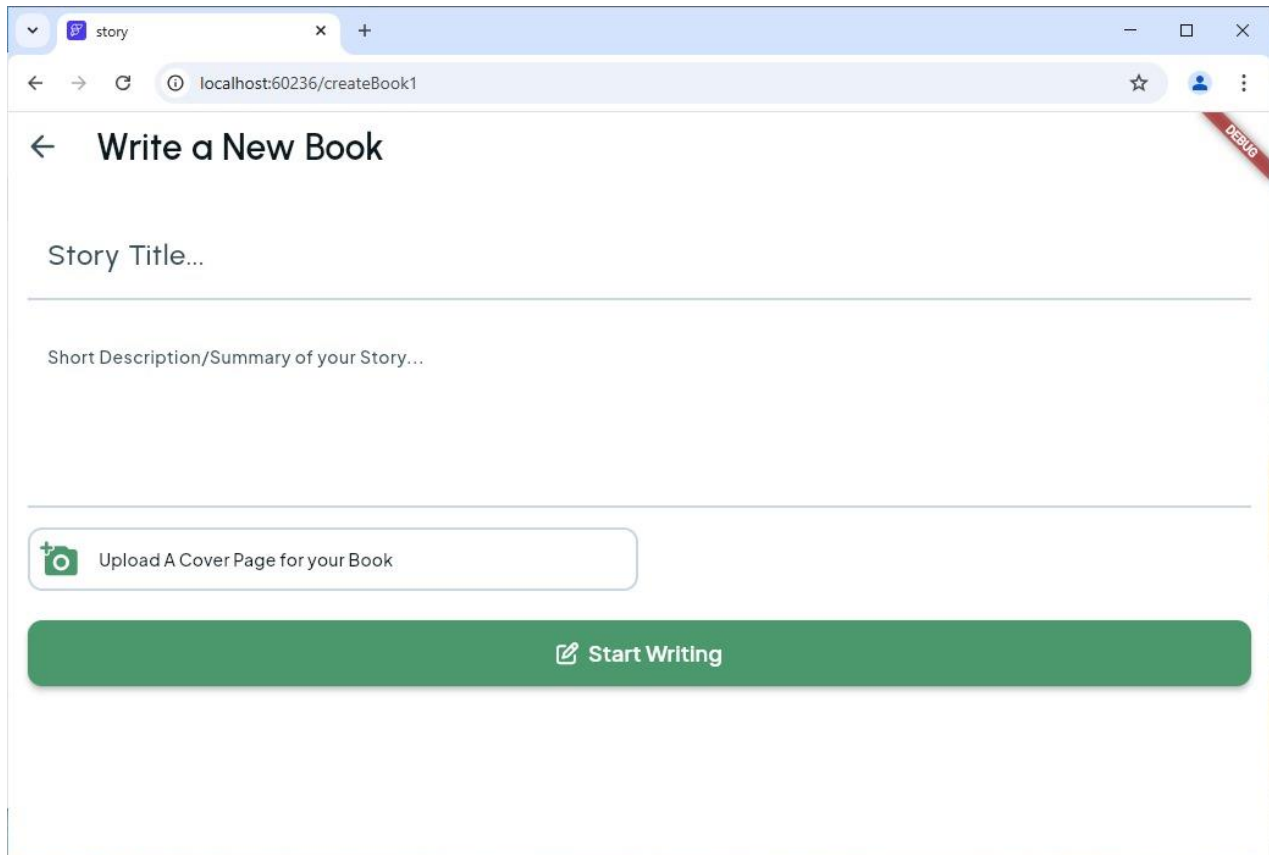 story
localhost:60236/createBook1
DEBUG
Write a New Book
Story Title...
Short Description/Summary of your Story...
Upload A Cover Page for your Book
Start Writing